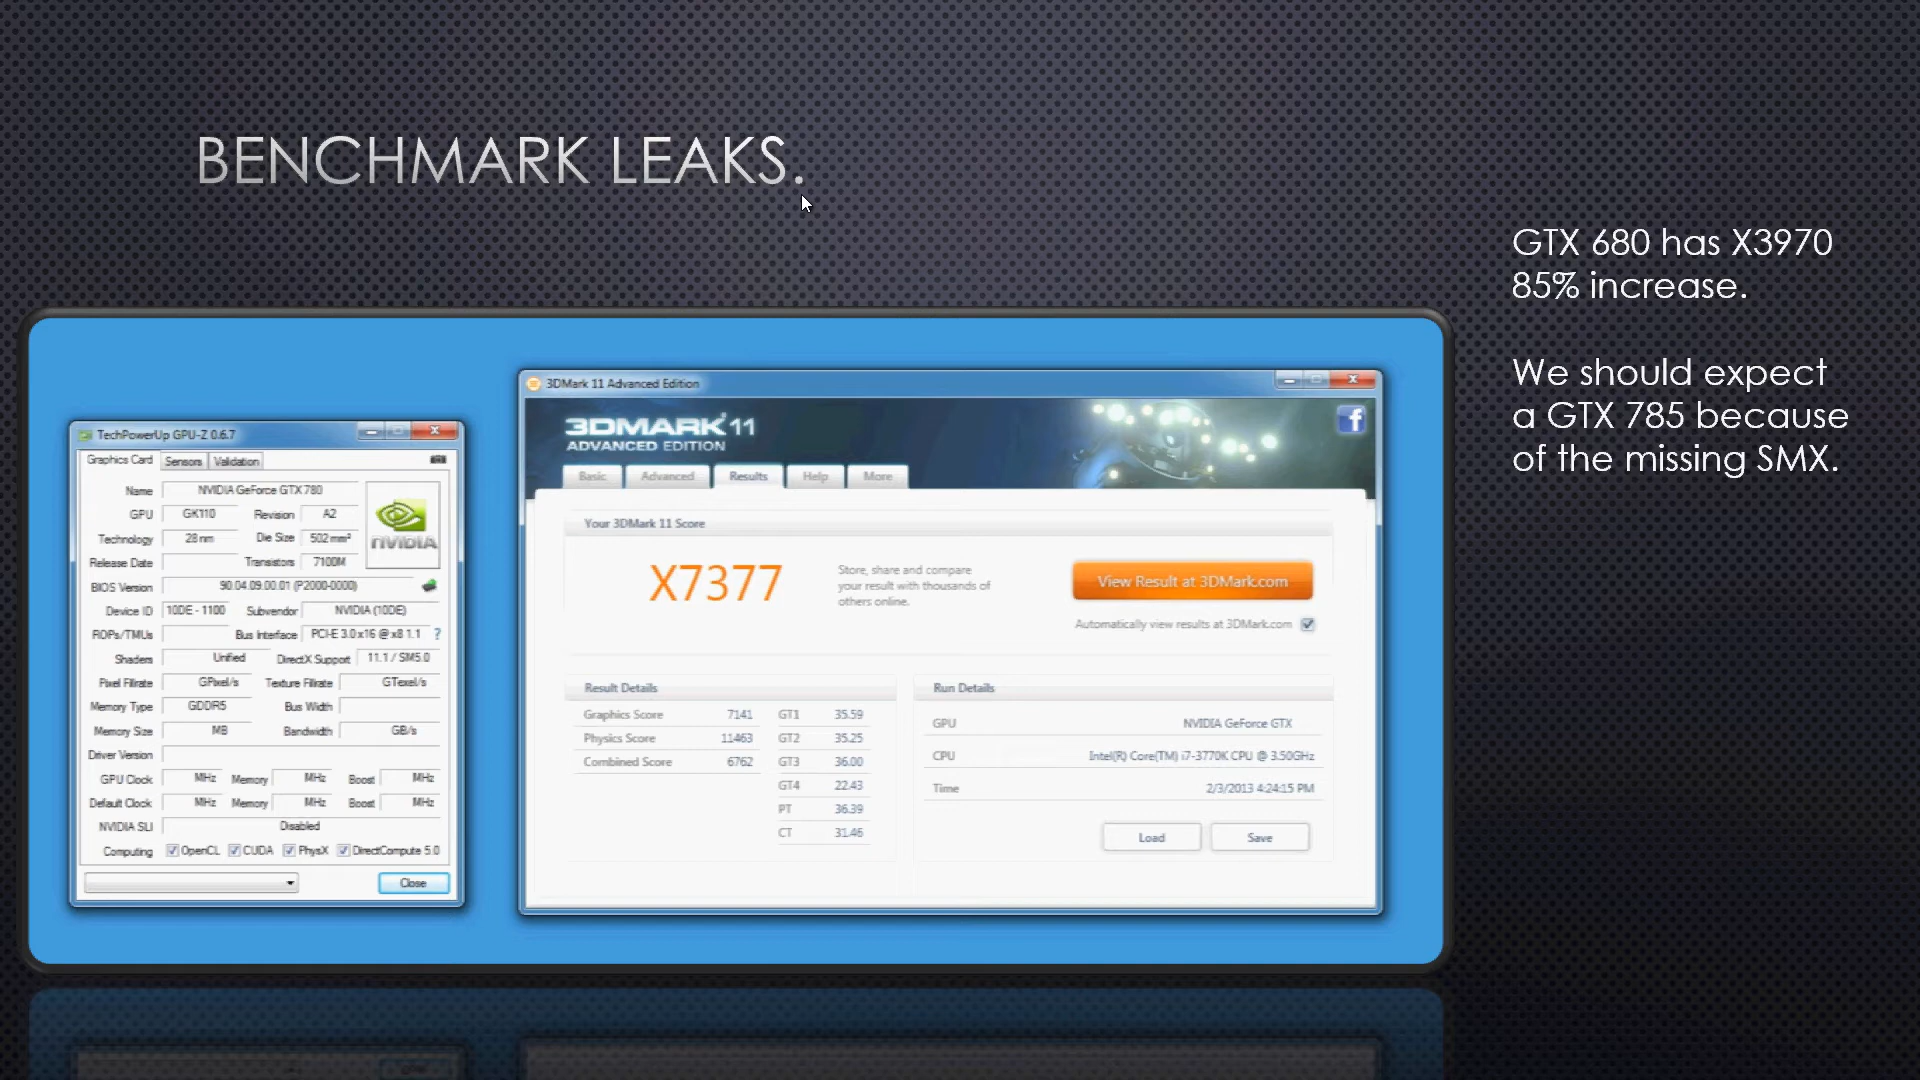 BENCHMARK LEAKS.
GTX 680 has X3970
85% increase.
We should expect
a GTX 785 because
of the missing SMX.
TechPowerUp GPU-Z 0.6.7
Graphics Card Sensors Validation
Name NVIDIA GeForce GTX 780
GPU GK110 Revision A2
Technology 28 nm Die Size 502 mm²
Release Date Transistors 7100M
BIOS Version 90.04.09.00.01 (P2000-0000)
Device ID 10DE - 1100 Subvendor NVIDIA (10DE)
ROPs/TMUs Bus Interface PCI-E 3.0 x16 @ x8 1.1 ?
Shaders Unified DirectX Support 11.1 / SM5.0
Pixel Fillrate GPixel/s Texture Fillrate GTexel/s
Memory Type GDDR5 Bus Width
Memory Size MB Bandwidth GB/s
Driver Version
GPU Clock MHz Memory MHz Boost MHz
Default Clock MHz Memory MHz Boost MHz
NVIDIA SLI Disabled
Computing OpenCL CUDA PhysX DirectCompute 5.0
Close
NVIDIA
3DMark 11 Advanced Edition
3DMARK 11
ADVANCED EDITION
f
Basic Advanced Results Help More
Your 3DMark 11 Score
X7377
Store, share and compare
your result with thousands of
others online.
View Result at 3DMark.com
Automatically view results at 3DMark.com
Result Details
Graphics Score 7141 GT1 35.59
Physics Score 11463 GT2 35.25
Combined Score 6762 GT3 36.00
GT4 22.43
PT 36.39
CT 31.46
Run Details
GPU NVIDIA GeForce GTX
CPU Intel(R) Core(TM) i7-3770K CPU @ 3.50GHz
Time 2/3/2013 4:24:15 PM
Load Save